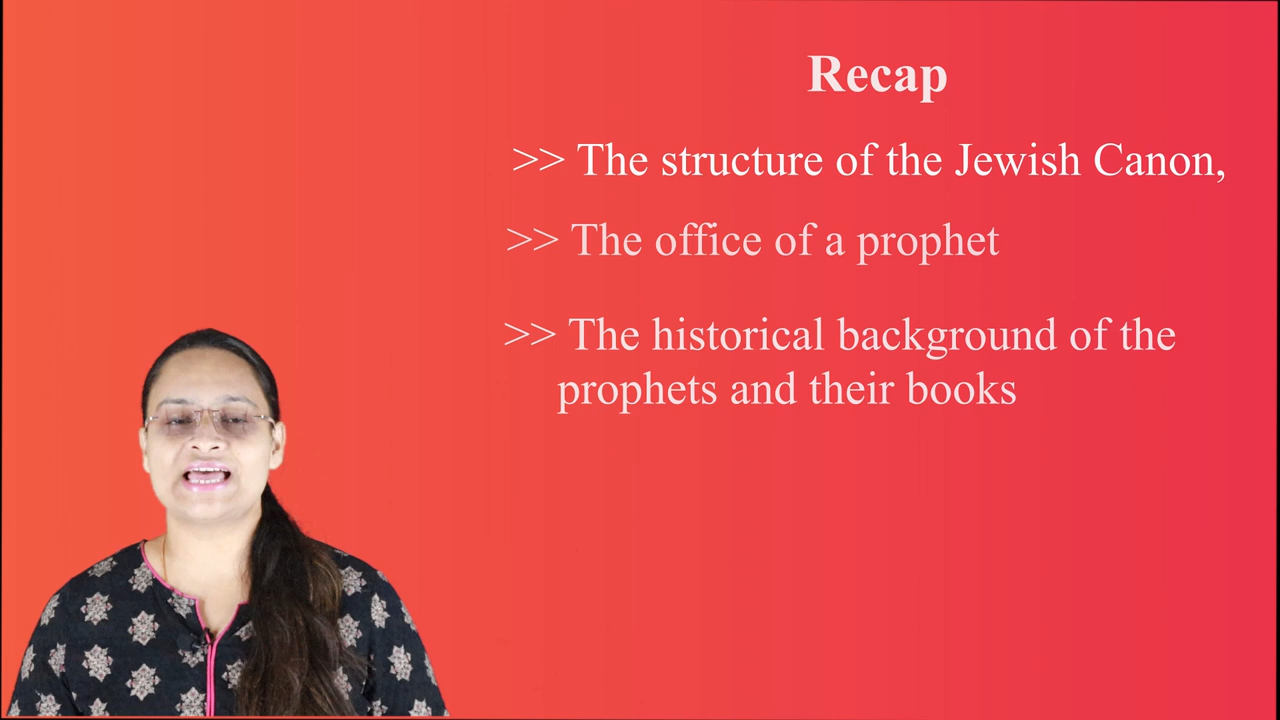 Recap
>> The structure of the Jewish Canon,
>> The office of a prophet
>> The historical background of the
prophets and their books